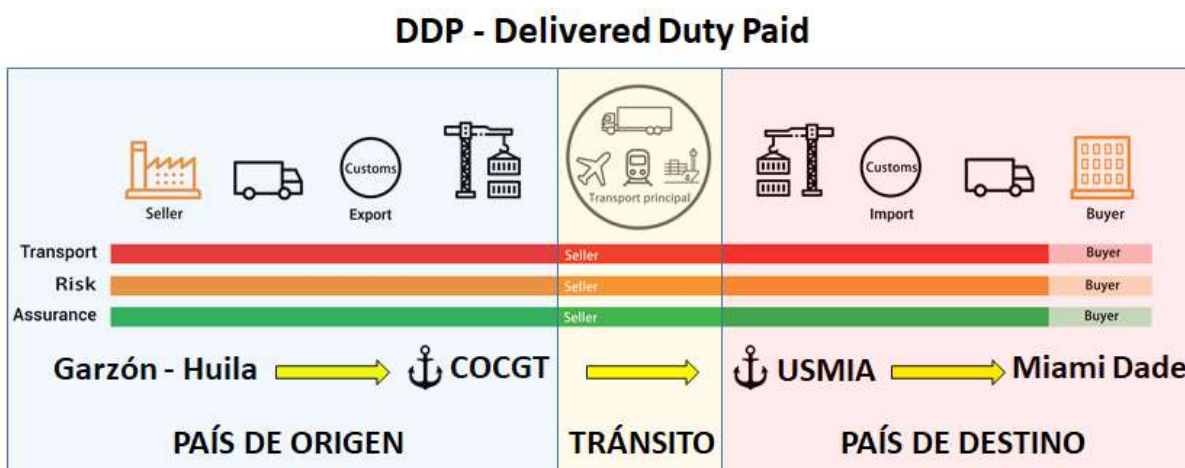 DDP - Delivered Duty Paid
Customs
Customs
Transport principal
Seller
Export
Import
Buyer
Transport
Seller
Buyer
Risk
Seller
Buyer
Assurance
Seller
Buyer
Garzón - Huila
COCGT
USMIA
Miami Dade
PAÍS DE ORIGEN
TRÁNSITO
PAÍS DE DESTINO